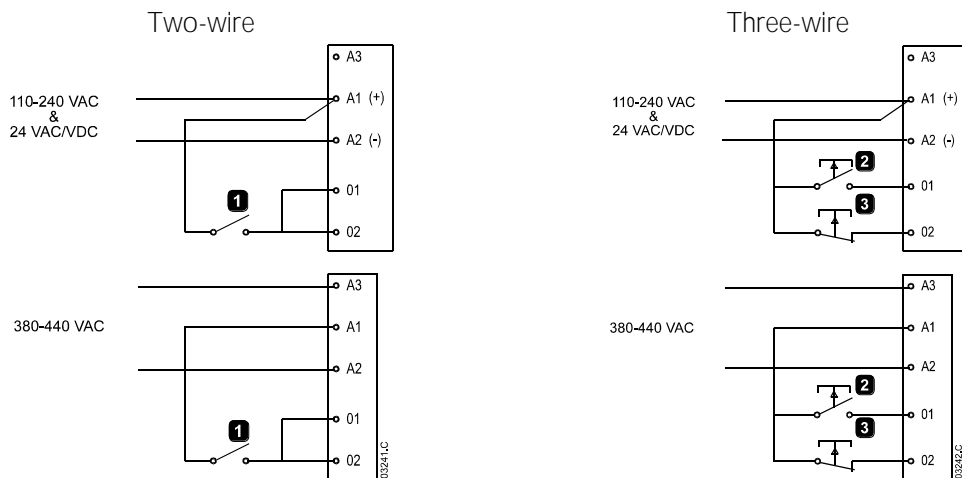 Two-wire
A3
110-240 VAC
&
24 VAC/VDC
A1 (+)
A2 (-)
1
01
02
380-440 VAC
A3
A1
A2
1
01
02
03241.C
Three-wire
A3
110-240 VAC
&
24 VAC/VDC
A1 (+)
A2 (-)
2
01
3
02
380-440 VAC
A3
A1
A2
2
01
3
02
03242.C